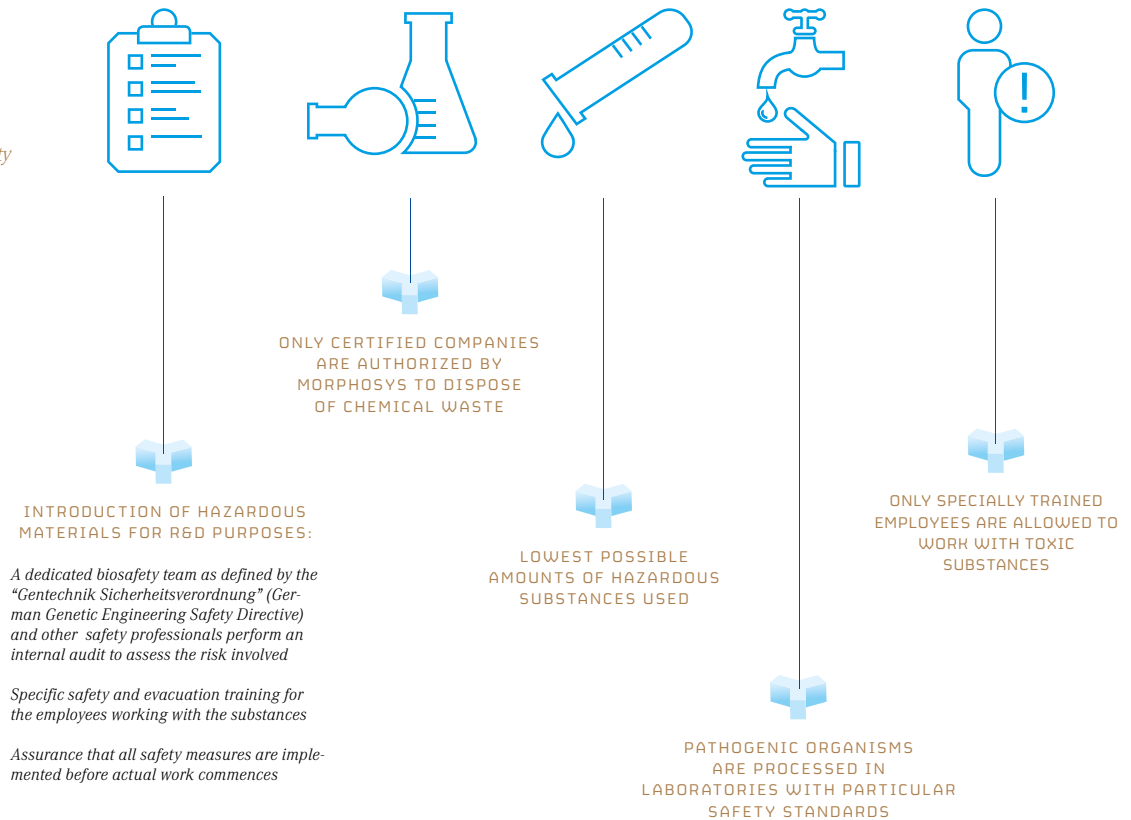 ty
ONLY CERTIFIED COMPANIES
ARE AUTHORIZED BY
MORPHOSYS TO DISPOSE
OF CHEMICAL WASTE
INTRODUCTION OF HAZARDOUS
MATERIALS FOR R&D PURPOSES:
A dedicated biosafety team as defined by the
“Gentechnik Sicherheitsverordnung” (Ger-
man Genetic Engineering Safety Directive)
and other safety professionals perform an
internal audit to assess the risk involved
Specific safety and evacuation training for
the employees working with the substances
Assurance that all safety measures are imple-
mented before actual work commences
LOWEST POSSIBLE
AMOUNTS OF HAZARDOUS
SUBSTANCES USED
PATHOGENIC ORGANISMS
ARE PROCESSED IN
LABORATORIES WITH PARTICULAR
SAFETY STANDARDS
ONLY SPECIALLY TRAINED
EMPLOYEES ARE ALLOWED TO
WORK WITH TOXIC
SUBSTANCES